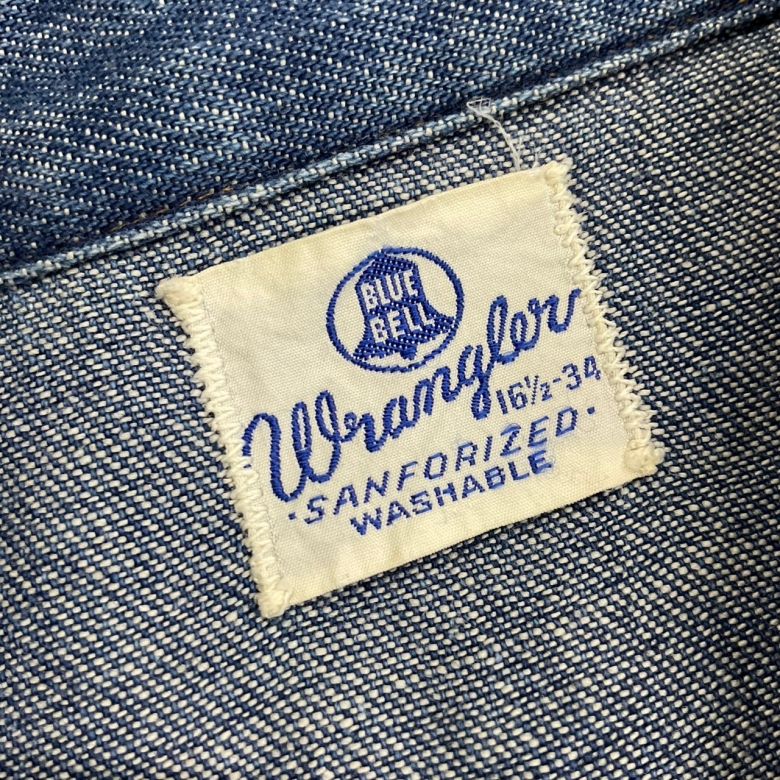 BLUE
BELL
Wrangler
16½-34
·SANFORIZED·
WASHABLE